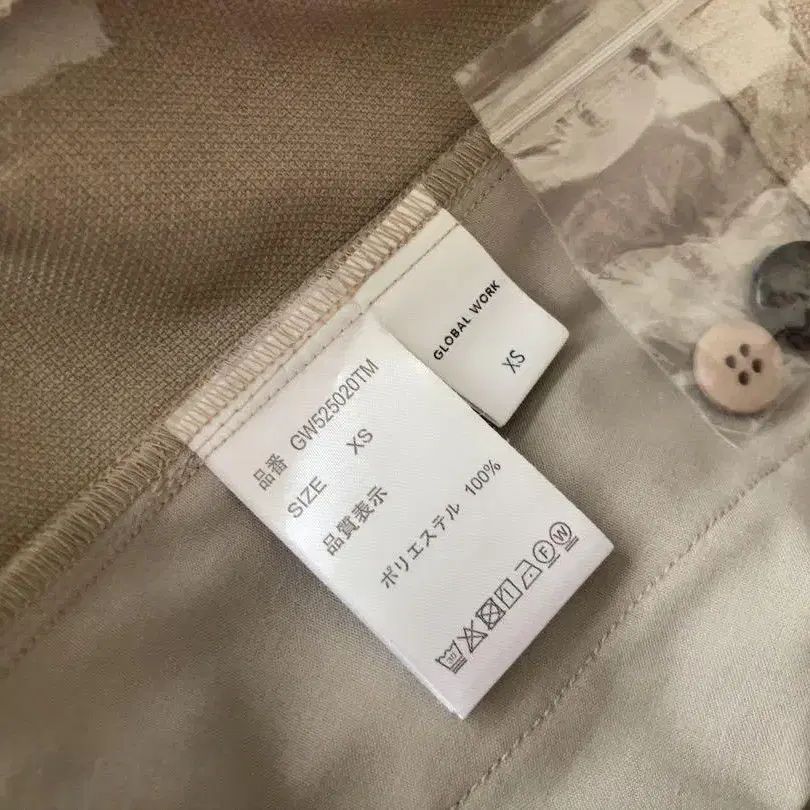 GLOBAL WORK
XS
品番 GW525020TM
SIZE XS
品質表示
ポリエステル 100%
30
F
W